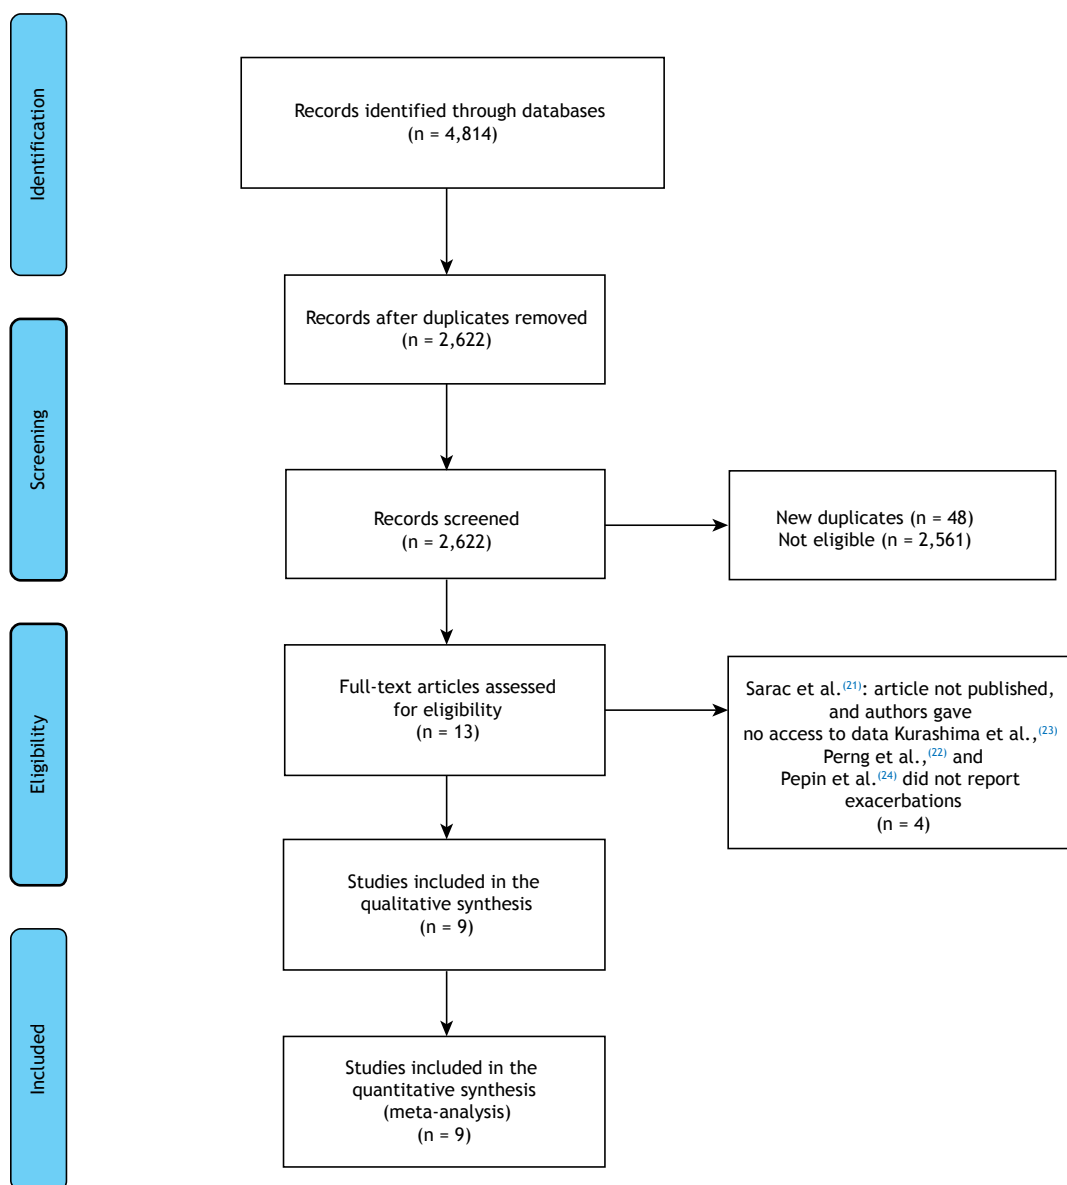 Identification
Records identified through databases
(n = 4,814)
Records after duplicates removed
(n = 2,622)
Screening
Records screened
(n = 2,622)
New duplicates (n = 48)
Not eligible (n = 2,561)
Eligibility
Full-text articles assessed
for eligibility
(n = 13)
Sarac et al.(21): article not published,
and authors gave
no access to data Kurashima et al.,(23)
Perng et al.,(22) and
Pepin et al.(24) did not report
exacerbations
(n = 4)
Studies included in the
qualitative synthesis
(n = 9)
Included
Studies included in the
quantitative synthesis
(meta-analysis)
(n = 9)